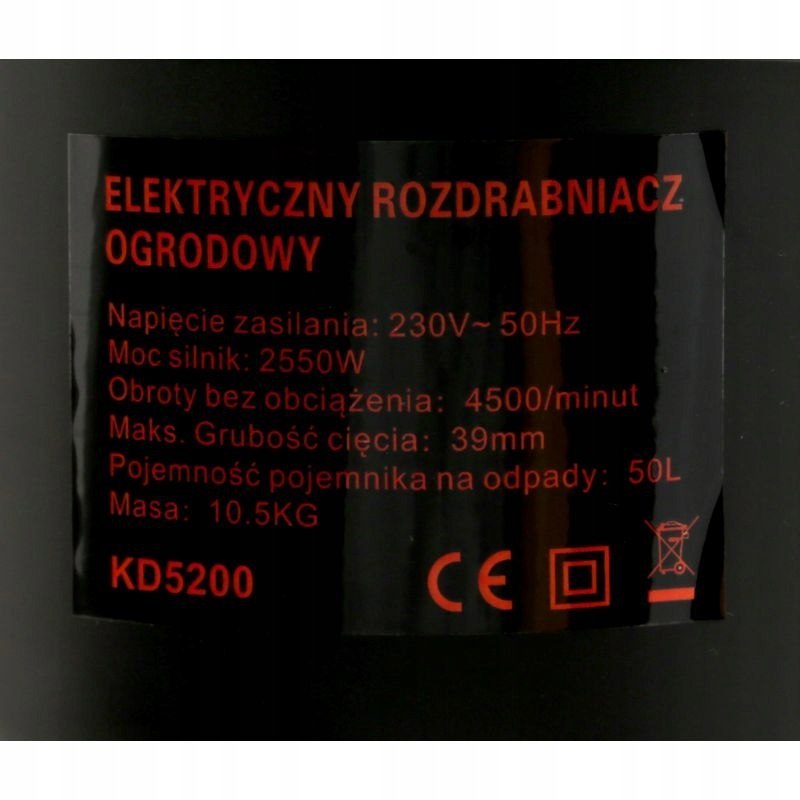 ELEKTRYCZNY ROZDRABNIACZ
OGRODOWY
Napięcie zasilania: 230V~ 50Hz
Moc silnik: 2550W
Obroty bez obciążenia: 4500/minut
Maks. Grubość cięcia: 39mm
Pojemność pojemnika na odpady: 50L
Masa: 10.5KG
KD5200 CE